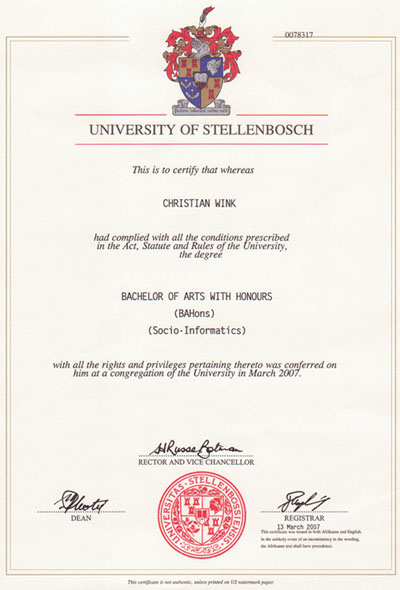 0078317
UNIVERSITY OF STELLENBOSCH
This is to certify that whereas
CHRISTIAN WINK
had complied with all the conditions prescribed
in the Act, Statute and Rules of the University,
the degree
BACHELOR OF ARTS WITH HONOURS
(BAHons)
(Socio-Informatics)
with all the rights and privileges pertaining thereto was conferred on
him at a congregation of the University in March 2007.
RECTOR AND VICE CHANCELLOR
UNIVERSITAS STELLENBOSSIENSIS
DEAN
REGISTRAR
13 March 2007
This certificate was issued in both Afrikaans and English.
In the unlikely event of an inconsistency in the wording,
the Afrikaans text shall have precedence.
This certificate is not authentic, unless printed on US watermark paper.